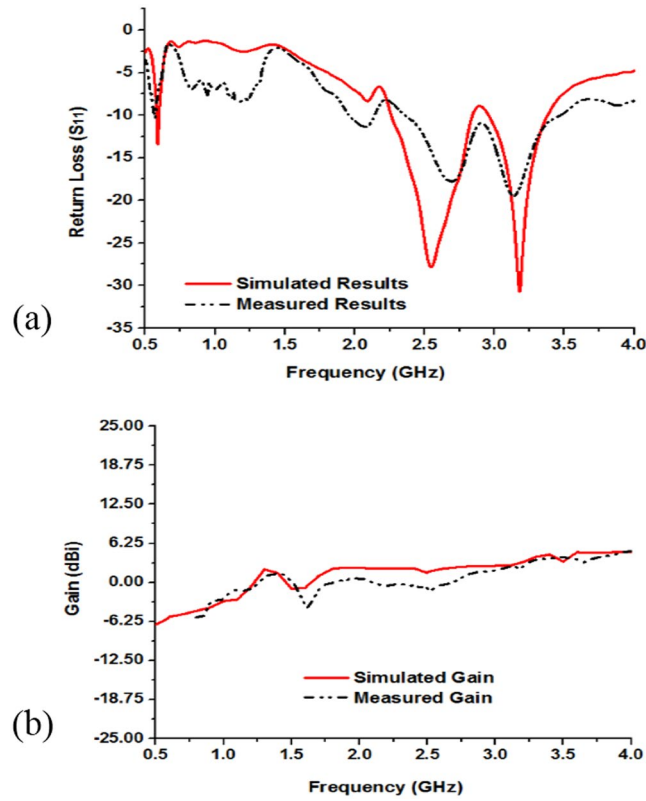 (a)
Return Loss (S11)
0
-5
-10
-15
-20
-25
-30
-35
Simulated Results
Measured Results
0.5 1.0 1.5 2.0 2.5 3.0 3.5 4.0
Frequency (GHz)
(b)
Gain (dBi)
25.00
18.75
12.50
6.25
0.00
-6.25
-12.50
-18.75
-25.00
Simulated Gain
Measured Gain
0.5 1.0 1.5 2.0 2.5 3.0 3.5 4.0
Frequency (GHz)